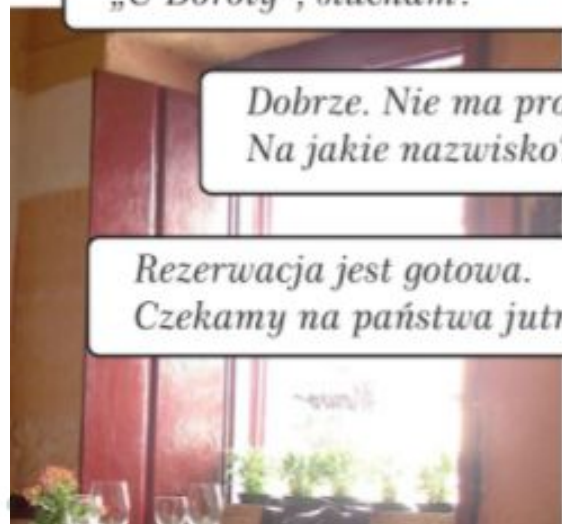 Dobrze. Nie ma
Na jakie nazwisko?
Rezerwacja jest gotowa.
Czekamy na państwa